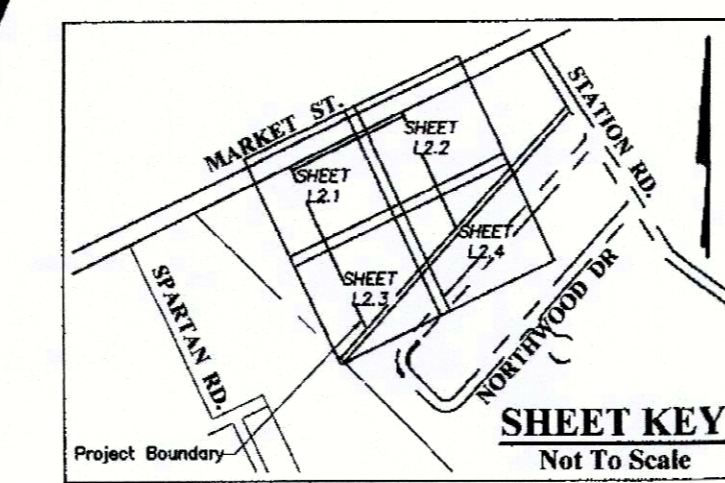 MARKET ST.
STATION RD.
SHEET
L2.2
SHEET
L2.1
SHEET
L2.4
SHEET
L2.3
SPARTAN RD.
NORTHWOOD DR
Project Boundary
SHEET KEY
Not To Scale